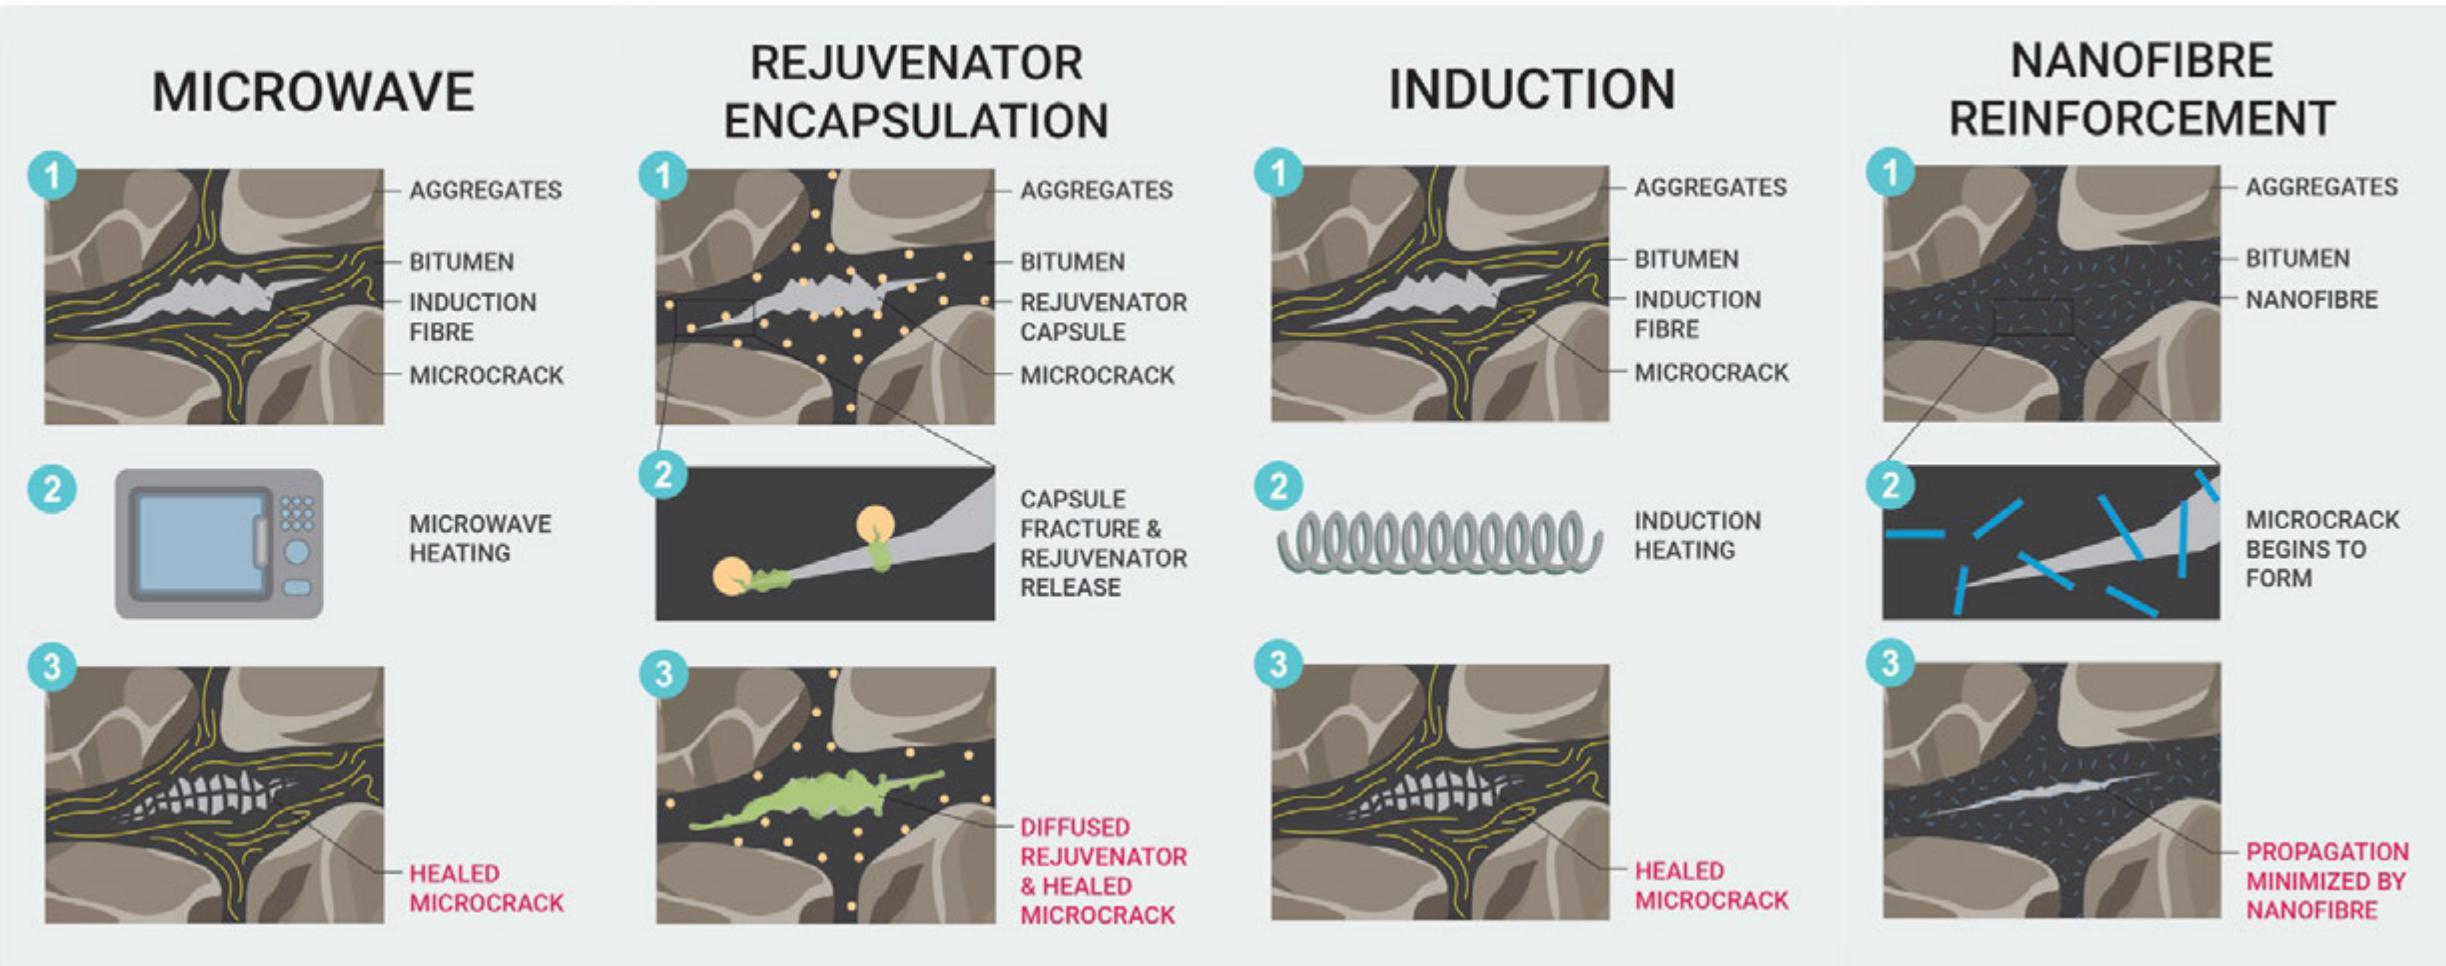 MICROWAVE
1
AGGREGATES
BITUMEN
INDUCTION
FIBRE
MICROCRACK
2
MICROWAVE
HEATING
3
HEALED
MICROCRACK
REJUVENATOR
ENCAPSULATION
1
AGGREGATES
BITUMEN
REJUVENATOR
CAPSULE
MICROCRACK
2
CAPSULE
FRACTURE &
REJUVENATOR
RELEASE
3
DIFFUSED
REJUVENATOR
& HEALED
MICROCRACK
INDUCTION
1
AGGREGATES
BITUMEN
INDUCTION
FIBRE
MICROCRACK
2
INDUCTION
HEATING
3
HEALED
MICROCRACK
NANOFIBRE
REINFORCEMENT
1
AGGREGATES
BITUMEN
NANOFIBRE
2
MICROCRACK
BEGINS TO
FORM
3
PROPAGATION
MINIMIZED BY
NANOFIBRE